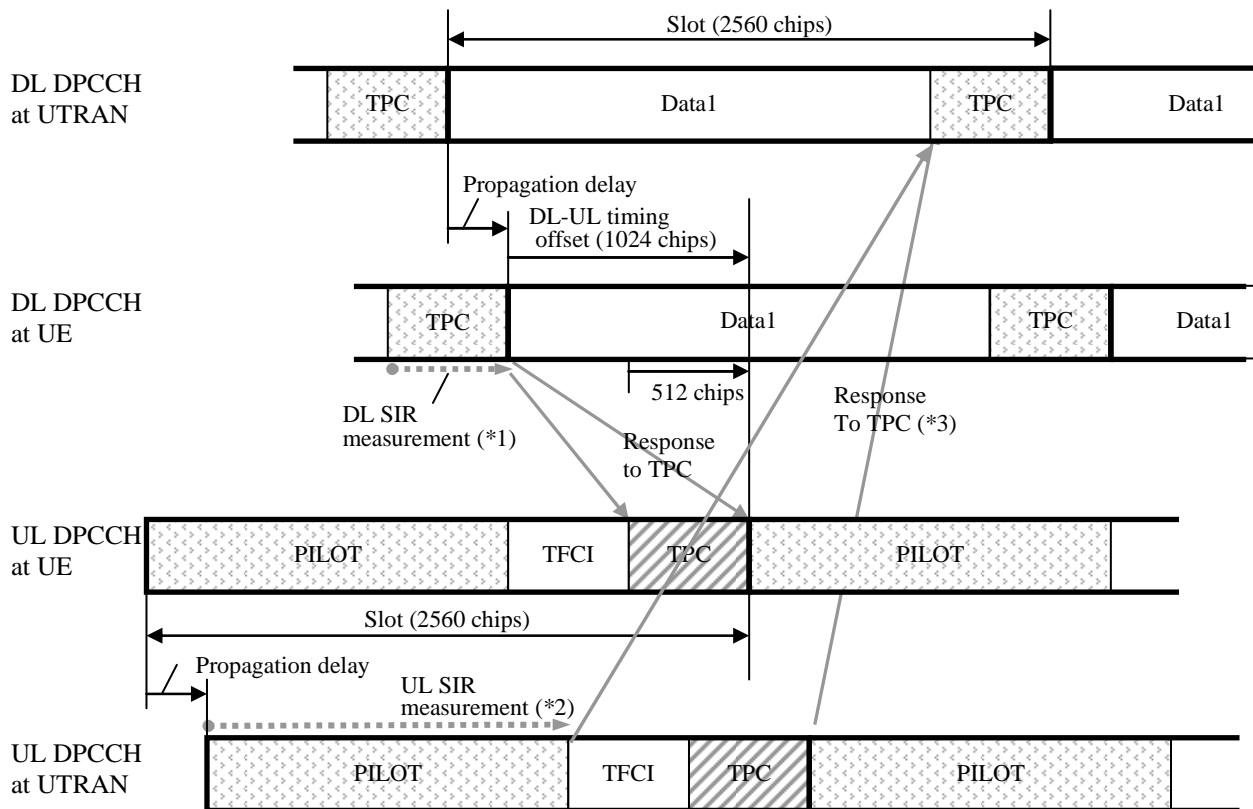 Slot (2560 chips)
DL DPCCH
at UTRAN
TPC
Data1
TPC
Data1
Propagation delay
DL-UL timing
offset (1024 chips)
DL DPCCH
at UE
TPC
Data1
TPC
Data1
512 chips
DL SIR
measurement (*1)
Response
to TPC
Response
To TPC (*3)
UL DPCCH
at UE
PILOT
TFCI
TPC
PILOT
Slot (2560 chips)
Propagation delay
UL SIR
measurement (*2)
UL DPCCH
at UTRAN
PILOT
TFCI
TPC
PILOT